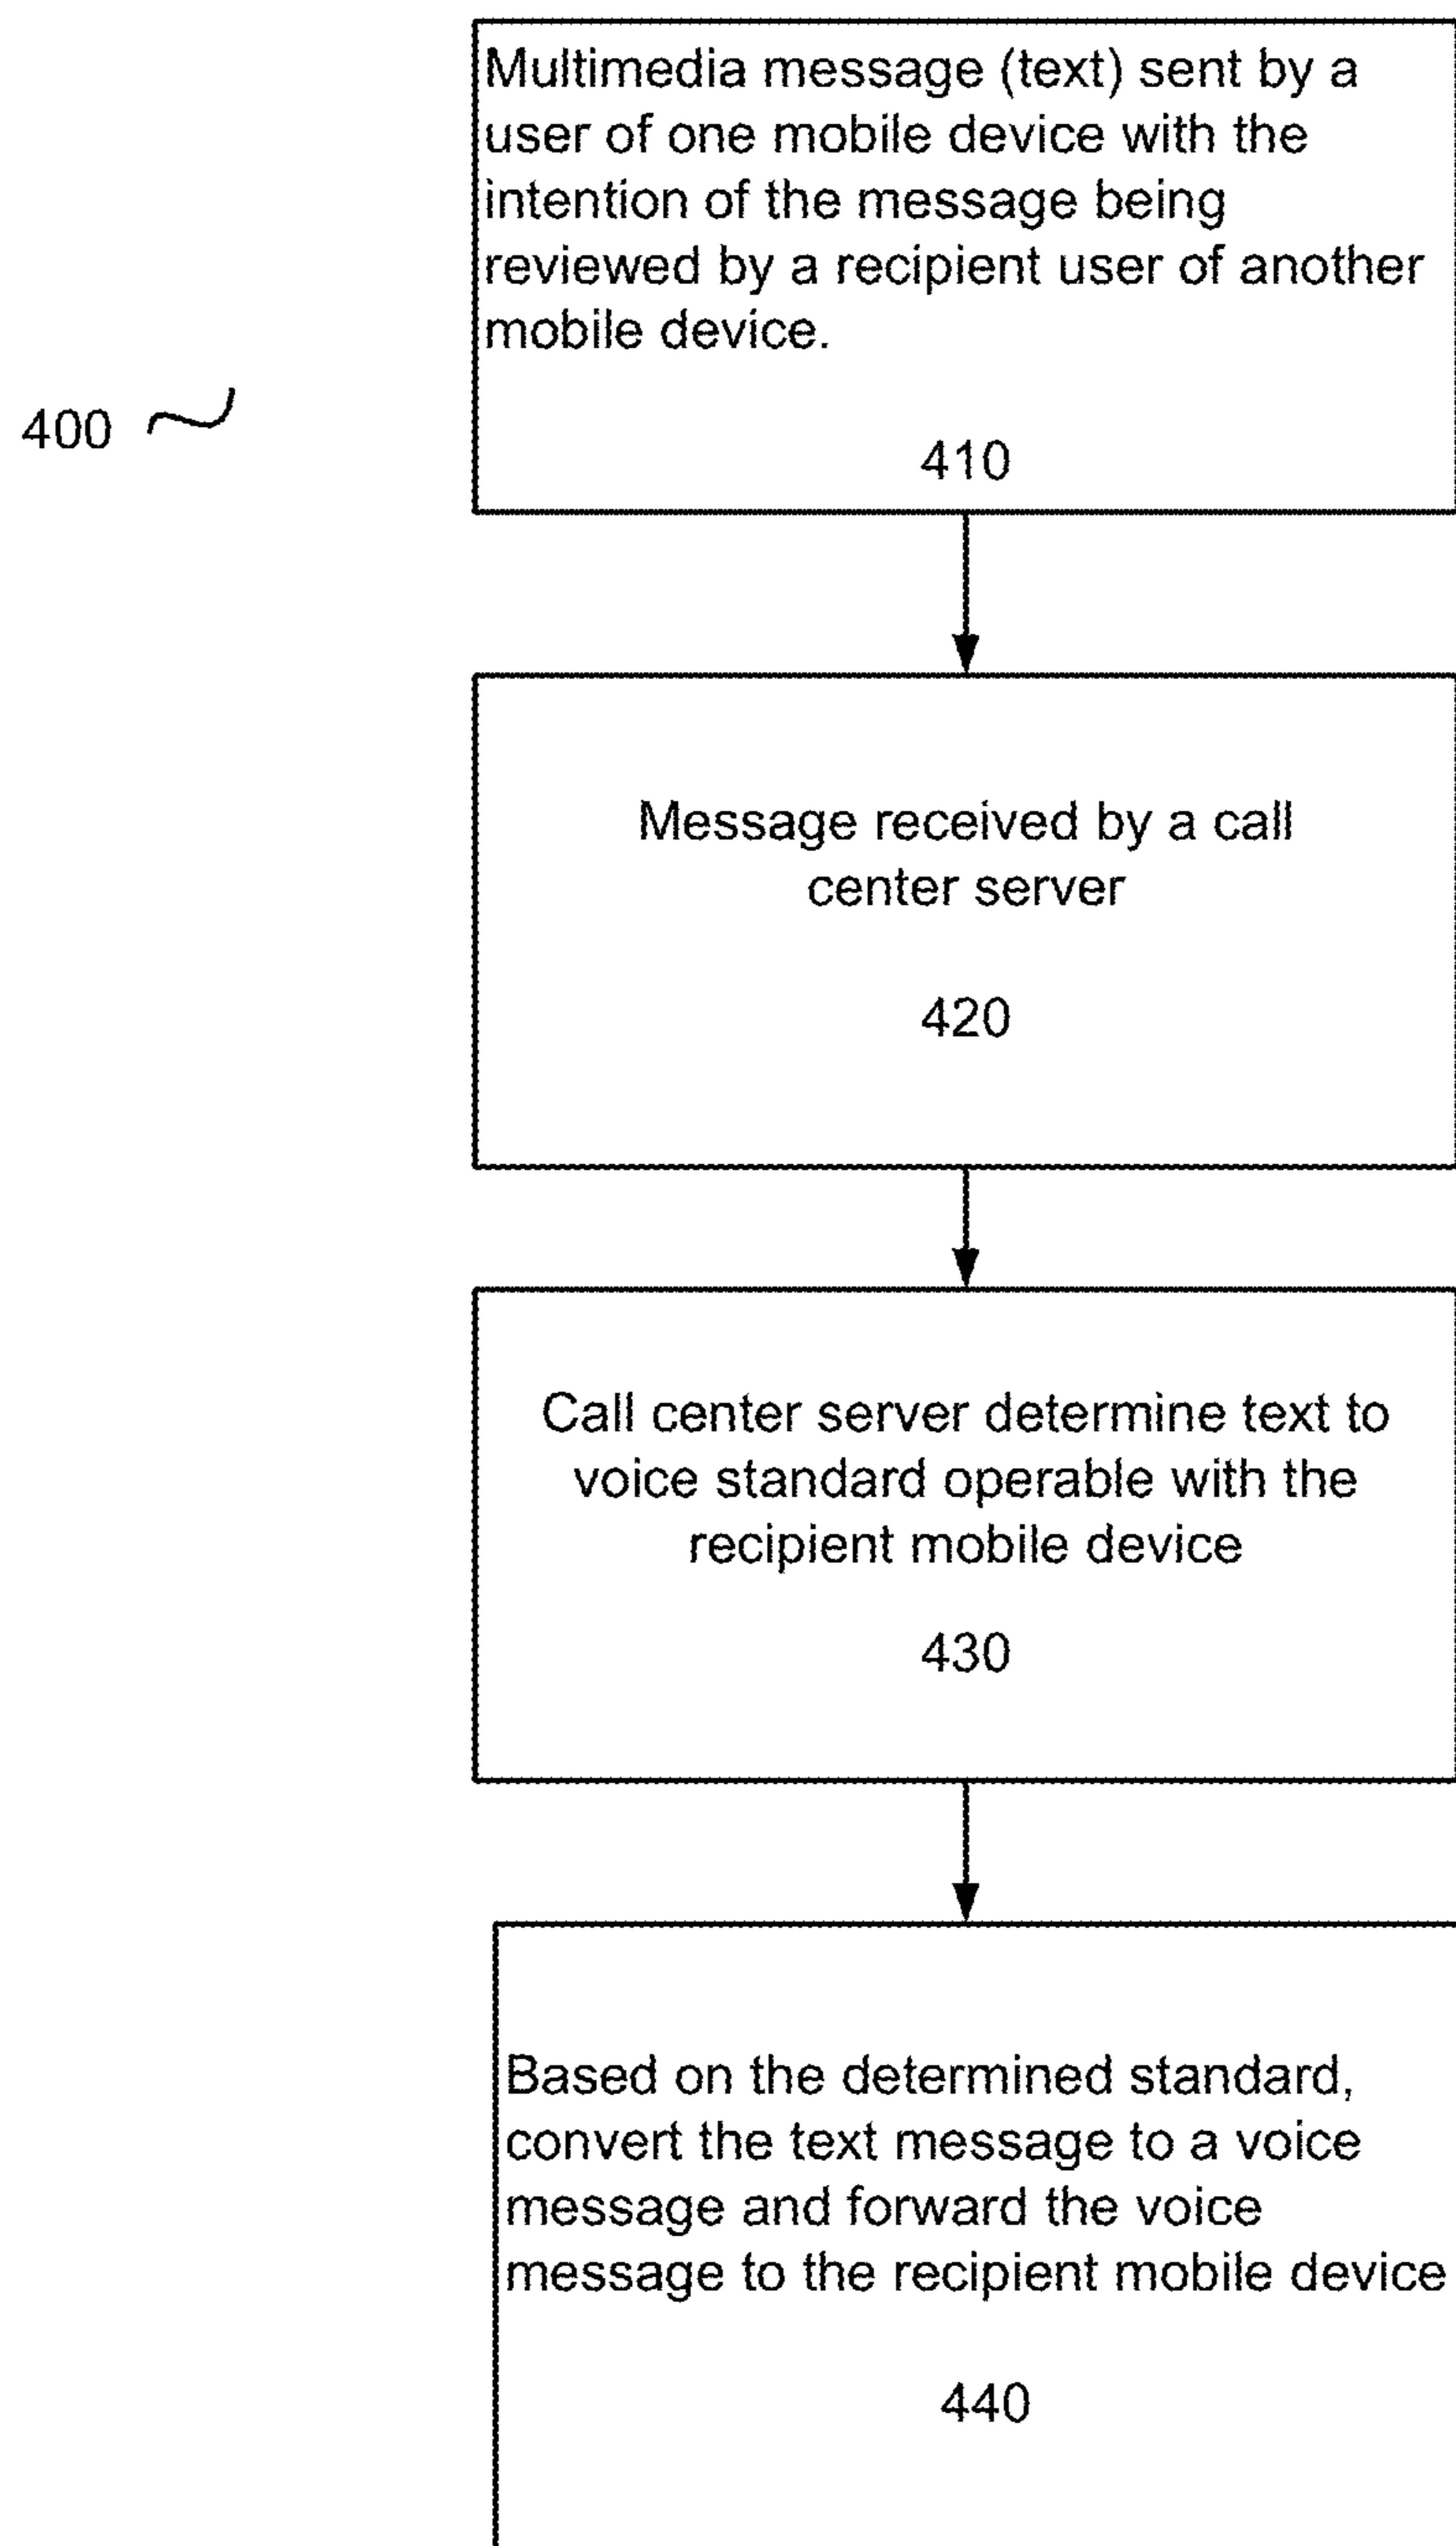 Multimedia message (text) sent by a
user of one mobile device with the
intention of the message being
reviewed by a recipient user of another
mobile device.
400
410
Message received by a call
center server
420
Call center server determine text to
voice standard operable with the
recipient mobile device
430
Based on the determined standard,
convert the text message to a voice
message and forward the voice
message to the recipient mobile device
440